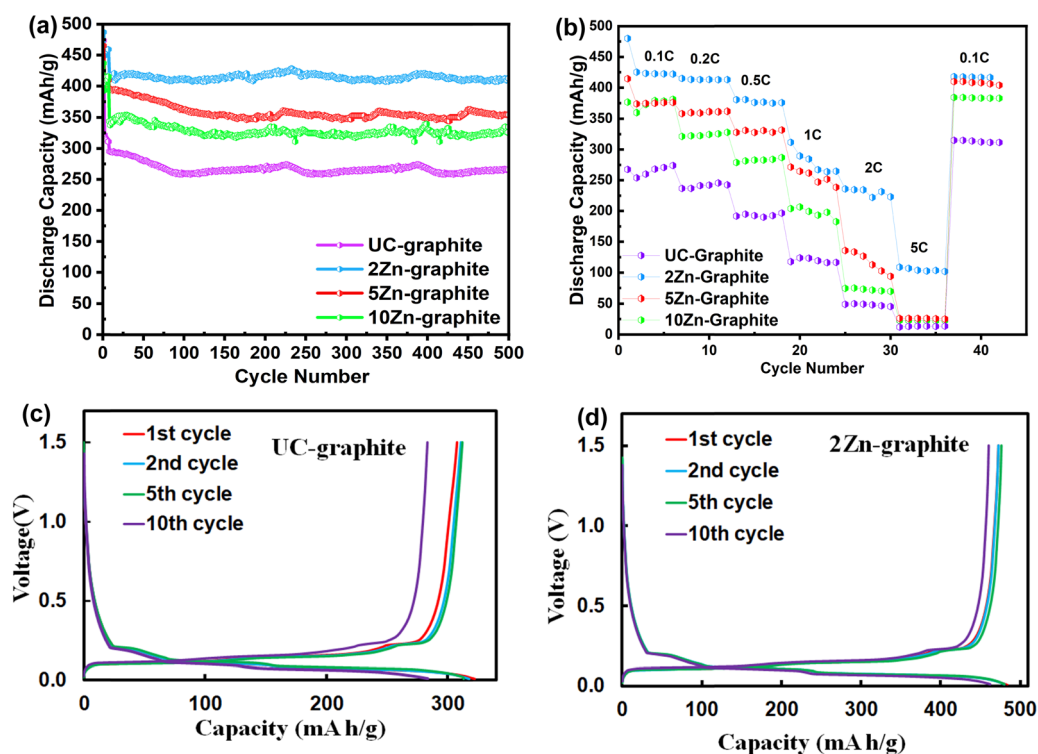 (a)
Discharge Capacity (mAh/g)
500
450
400
350
300
250
200
150
100
50
0
UC-graphite
2Zn-graphite
5Zn-graphite
10Zn-graphite
0 50 100 150 200 250 300 350 400 450 500
Cycle Number
(b)
Discharge Capacity (mAh/g)
500
450
400
350
300
250
200
150
100
50
0
0.1C
0.2C
0.5C
1C
2C
5C
0.1C
UC-Graphite
2Zn-Graphite
5Zn-Graphite
10Zn-Graphite
0 10 20 30 40
Cycle Number
(c)
Voltage(V)
1.5
1.0
0.5
0.0
1st cycle
2nd cycle
5th cycle
10th cycle
UC-graphite
0 100 200 300
Capacity (mA h/g)
(d)
Voltage (V)
1.5
1.0
0.5
0.0
1st cycle
2nd cycle
5th cycle
10th cycle
2Zn-graphite
0 100 200 300 400 500
Capacity (mA h/g)